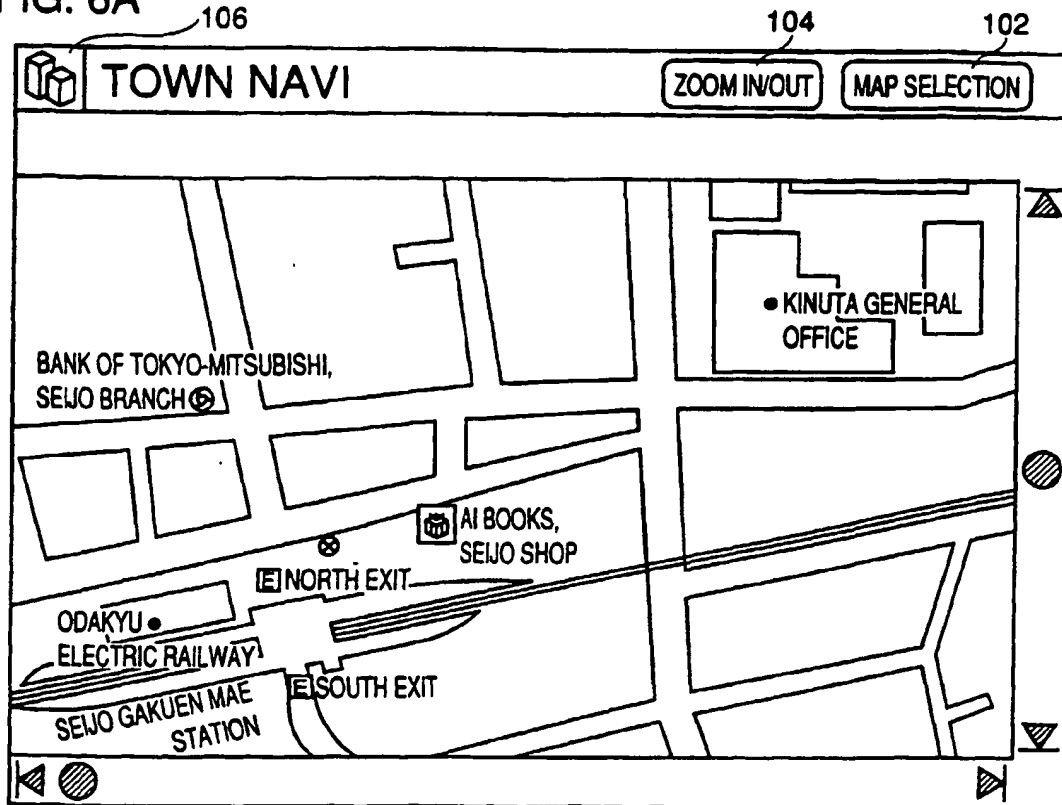 FIG. 6A
106
104
102
TOWN NAVI
ZOOM IN/OUT
MAP SELECTION
KINUTA GENERAL
OFFICE
BANK OF TOKYO-MITSUBISHI,
SEIJO BRANCH
AI BOOKS,
SEIJO SHOP
E NORTH EXIT
ODAKYU
ELECTRIC RAILWAY
E SOUTH EXIT
SEIJO GAKUEN MAE
STATION